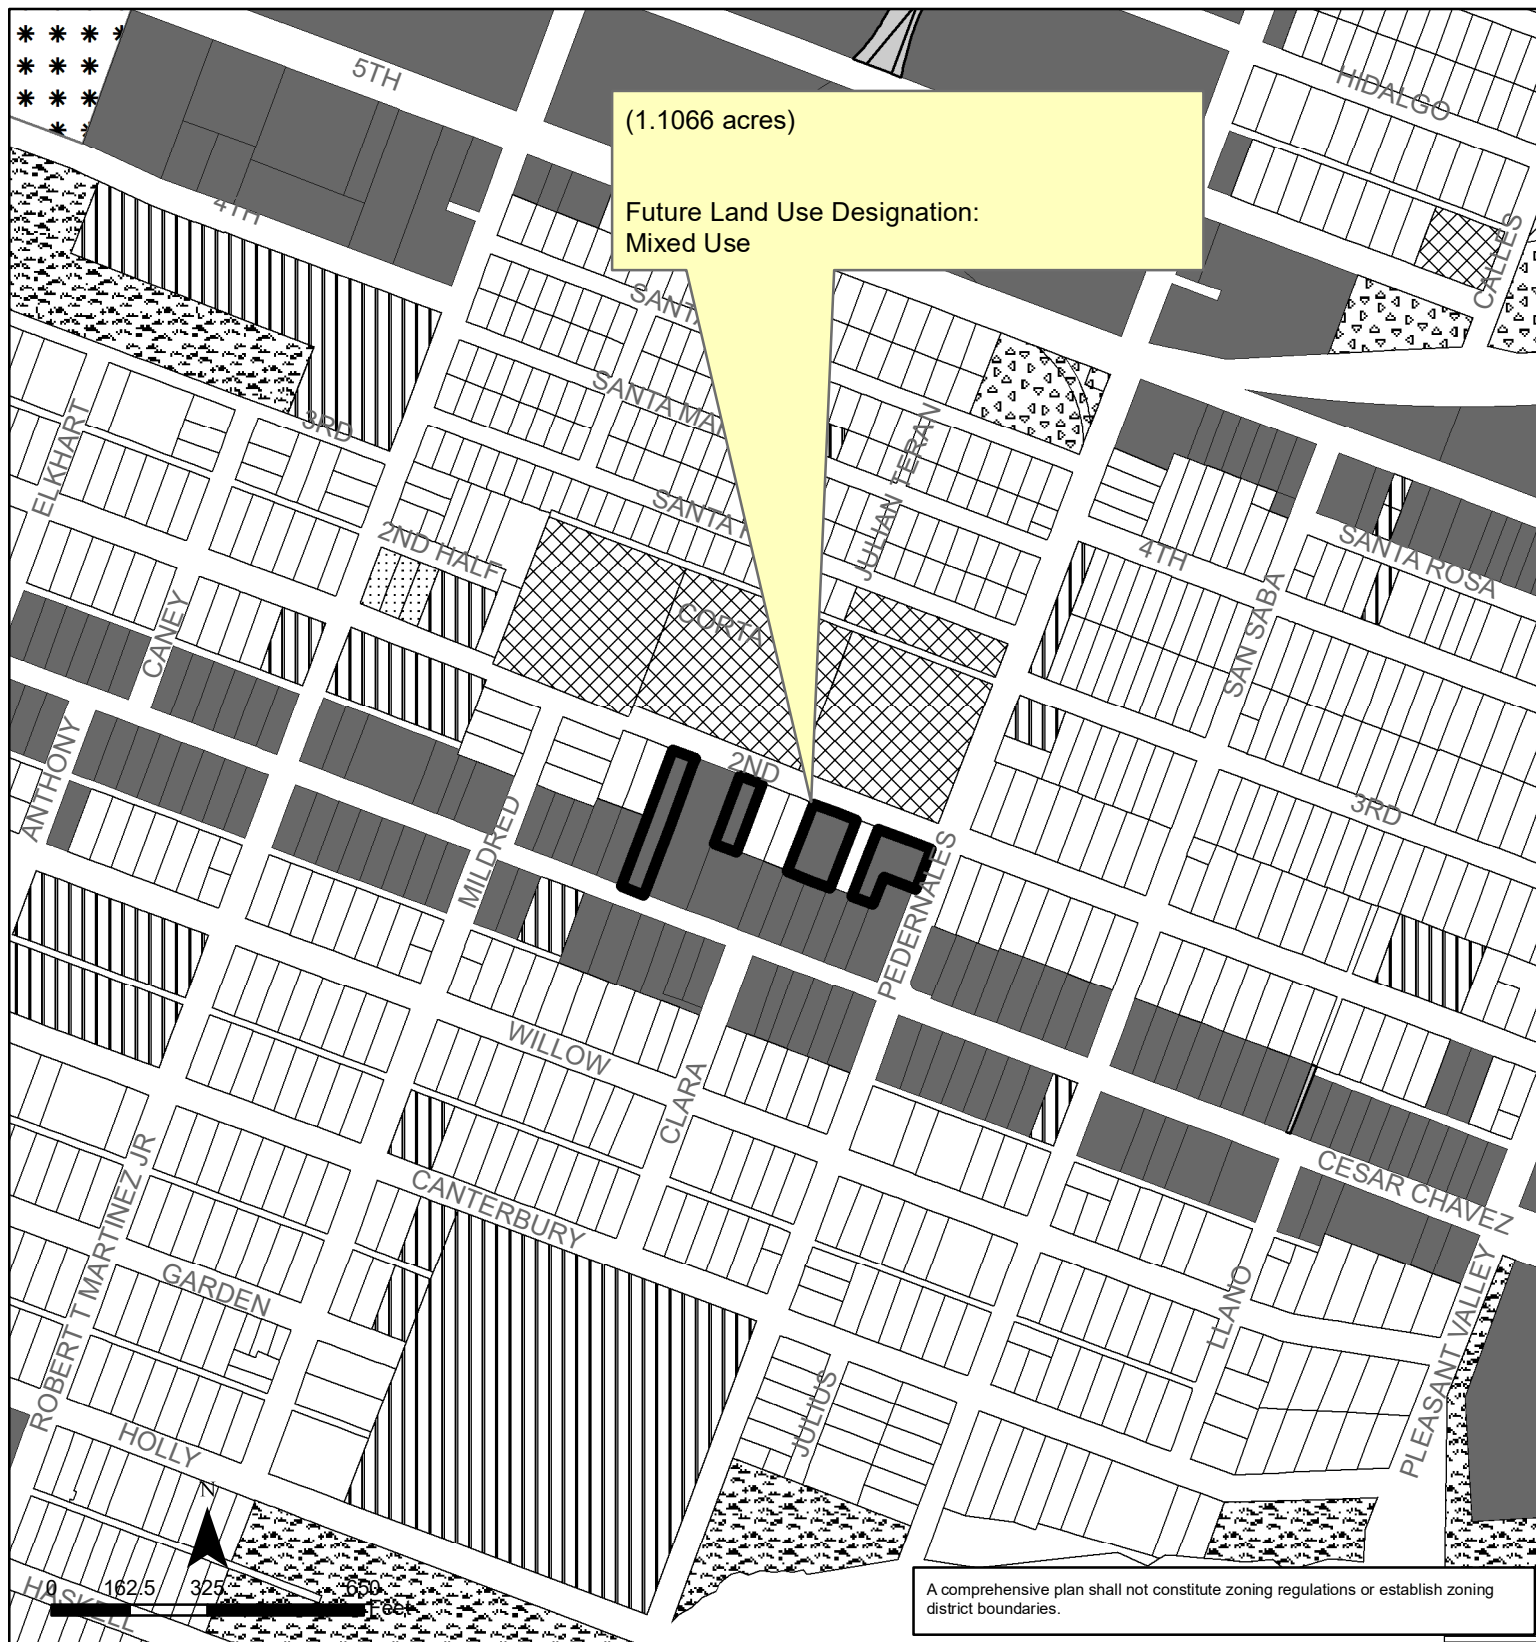 5TH
HIDALGO
(1.1066 acres)
Future Land Use Designation:
Mixed Use
4TH
CALLES
SANTA
SANTA MAR
3RD
ELKHART
JULIAN TERAN
SANTA R
2ND HALF
4TH
SANTA ROSA
CORTA
SAN SABA
CANEY
ANTHONY
2ND
3RD
MILDRED
PEDERNALES
WILLOW
CLARA
CESAR CHAVEZ
CANTERBURY
ROBERT T MARTINEZ JR
GARDEN
LLANO
PLEASANT VALLEY
JULIUS
HOLLY
N
HASKELL
0 162.5 325 650
Feet
A comprehensive plan shall not constitute zoning regulations or establish zoning
district boundaries.